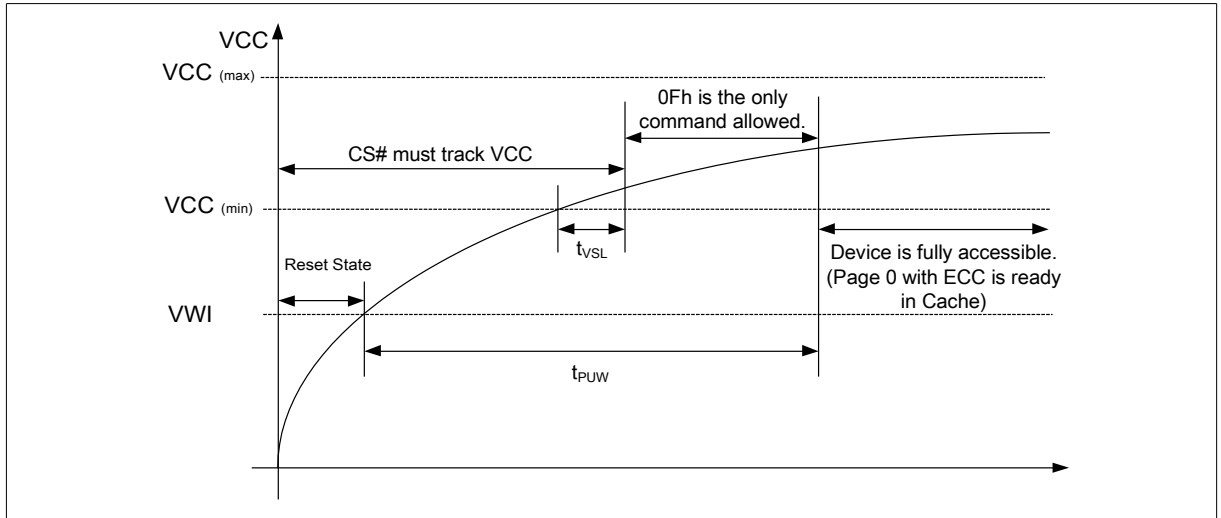 VCC
VCC (max)
0Fh is the only
command allowed.
CS# must track VCC
VCC (min)
tVSL
Device is fully accessible.
(Page 0 with ECC is ready
in Cache)
Reset State
VWI
tPUW